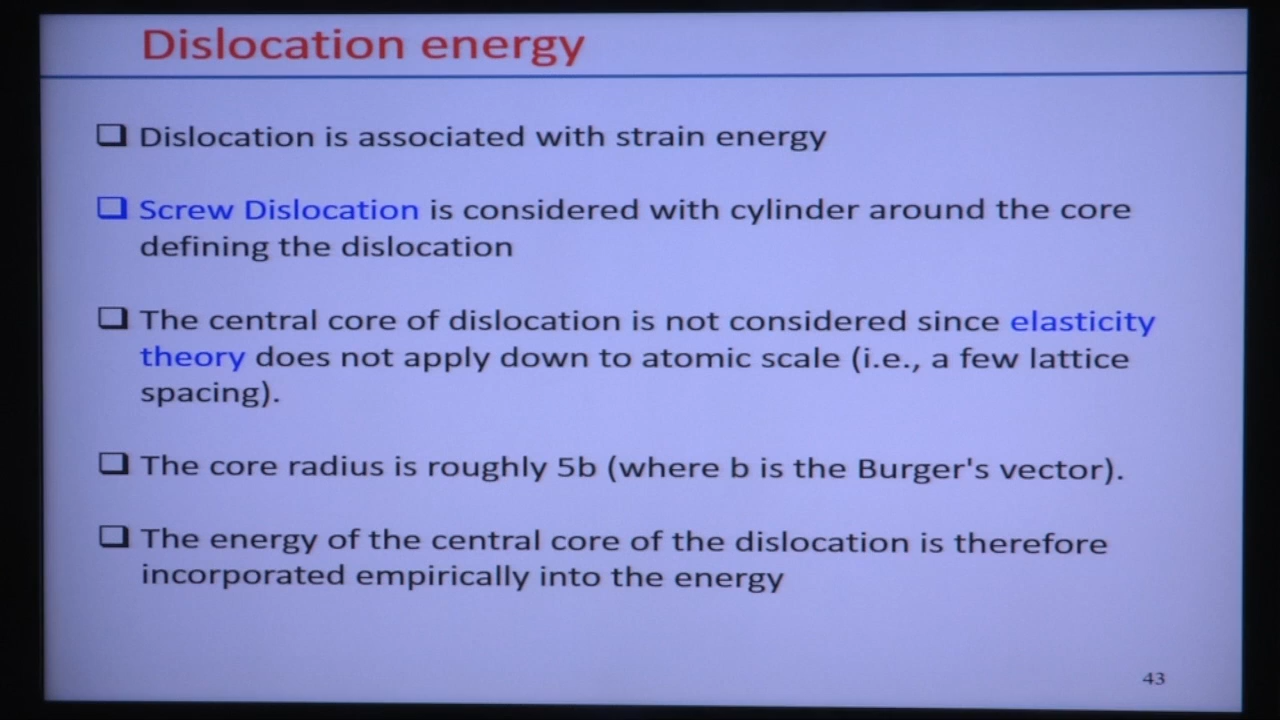 Dislocation energy
❑ Dislocation is associated with strain energy
❑ Screw Dislocation is considered with cylinder around the core
defining the dislocation
❑ The central core of dislocation is not considered since elasticity
theory does not apply down to atomic scale (i.e., a few lattice
spacing).
❑ The core radius is roughly 5b (where b is the Burger's vector).
❑ The energy of the central core of the dislocation is therefore
incorporated empirically into the energy
43